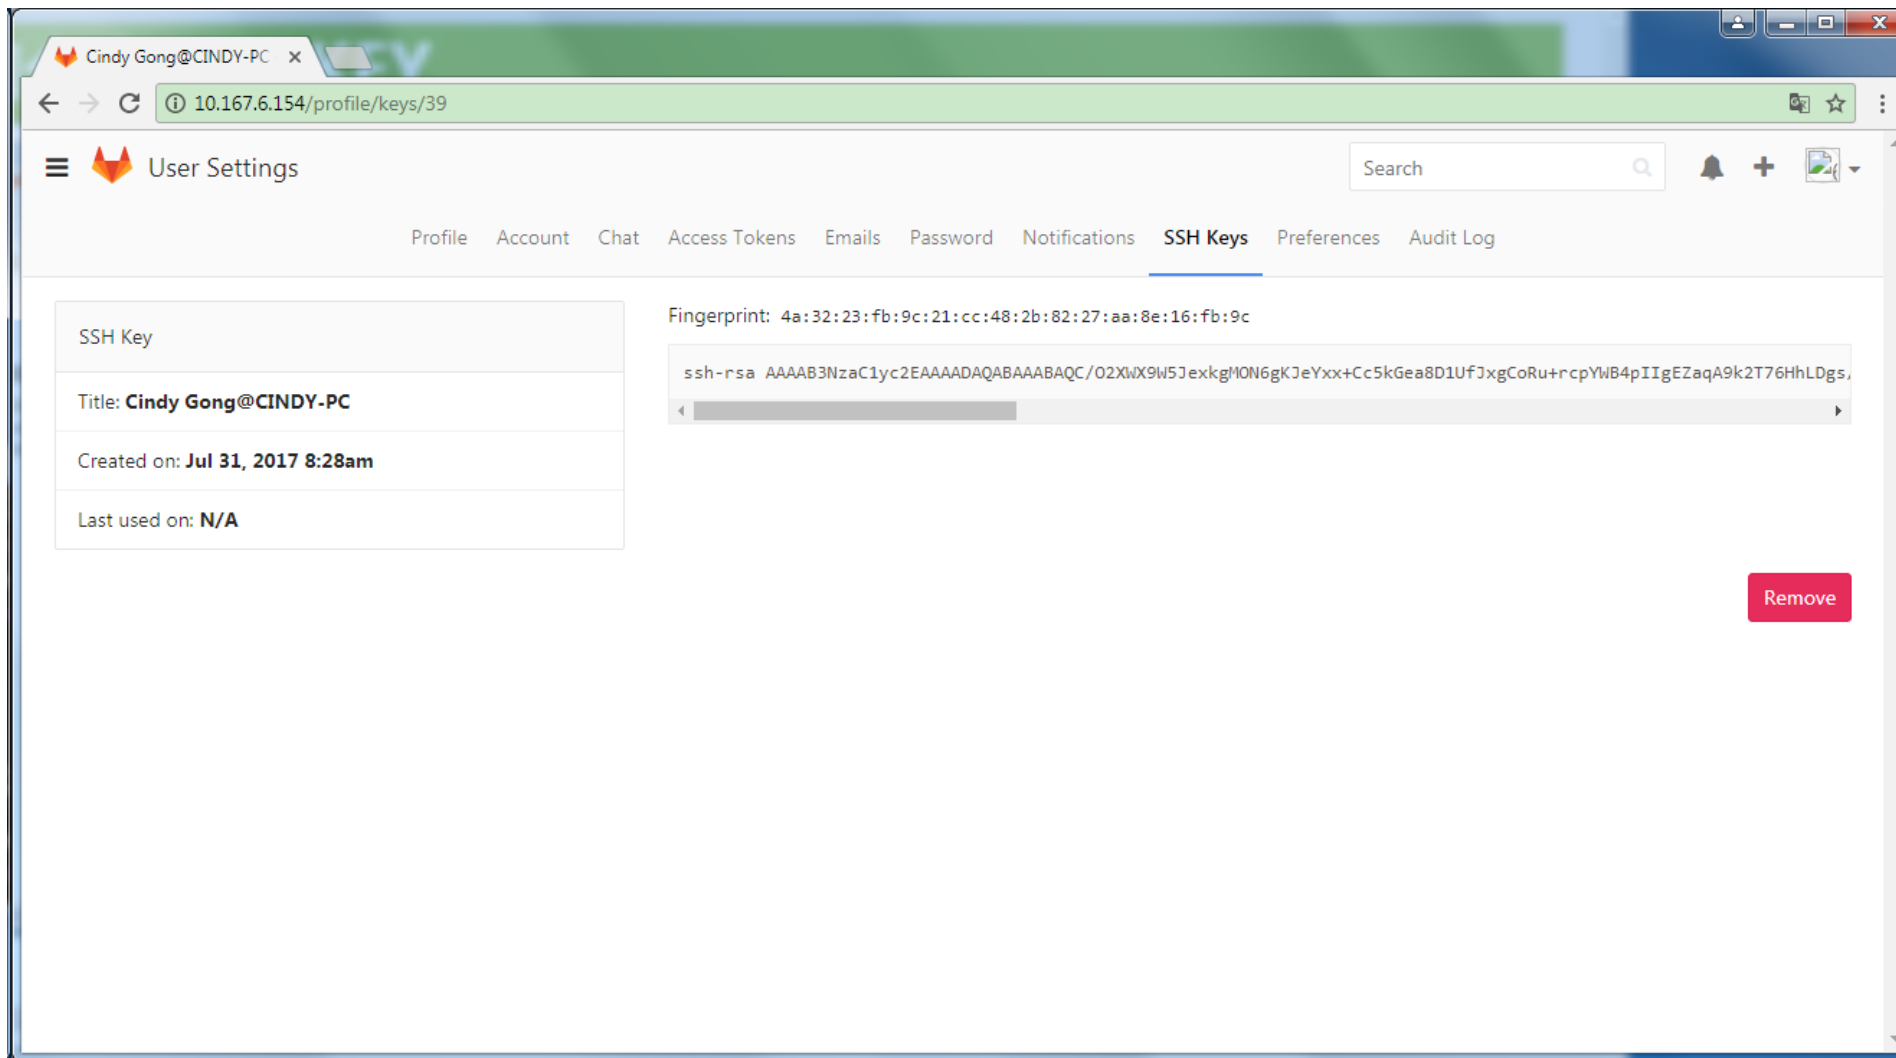 KEY
Cindy Gong@CINDY-PC
10.167.6.154/profile/keys/39
User Settings
Search
Profile Account Chat Access Tokens Emails Password Notifications SSH Keys Preferences Audit Log
SSH Key
Title: Cindy Gong@CINDY-PC
Created on: Jul 31, 2017 8:28am
Last used on: N/A
Fingerprint: 4a:32:23:fb:9c:21:cc:48:2b:82:27:aa:8e:16:fb:9c
ssh-rsa AAAAB3NzaC1yc2EAAAADAQABAAABAQC/O2XWX9W5JexkgMON6gKJeYxx+Cc5kGea8D1UfJxgCoRu+rcpYWB4pIIgEZaqA9k2T76HhLDgs,
Remove